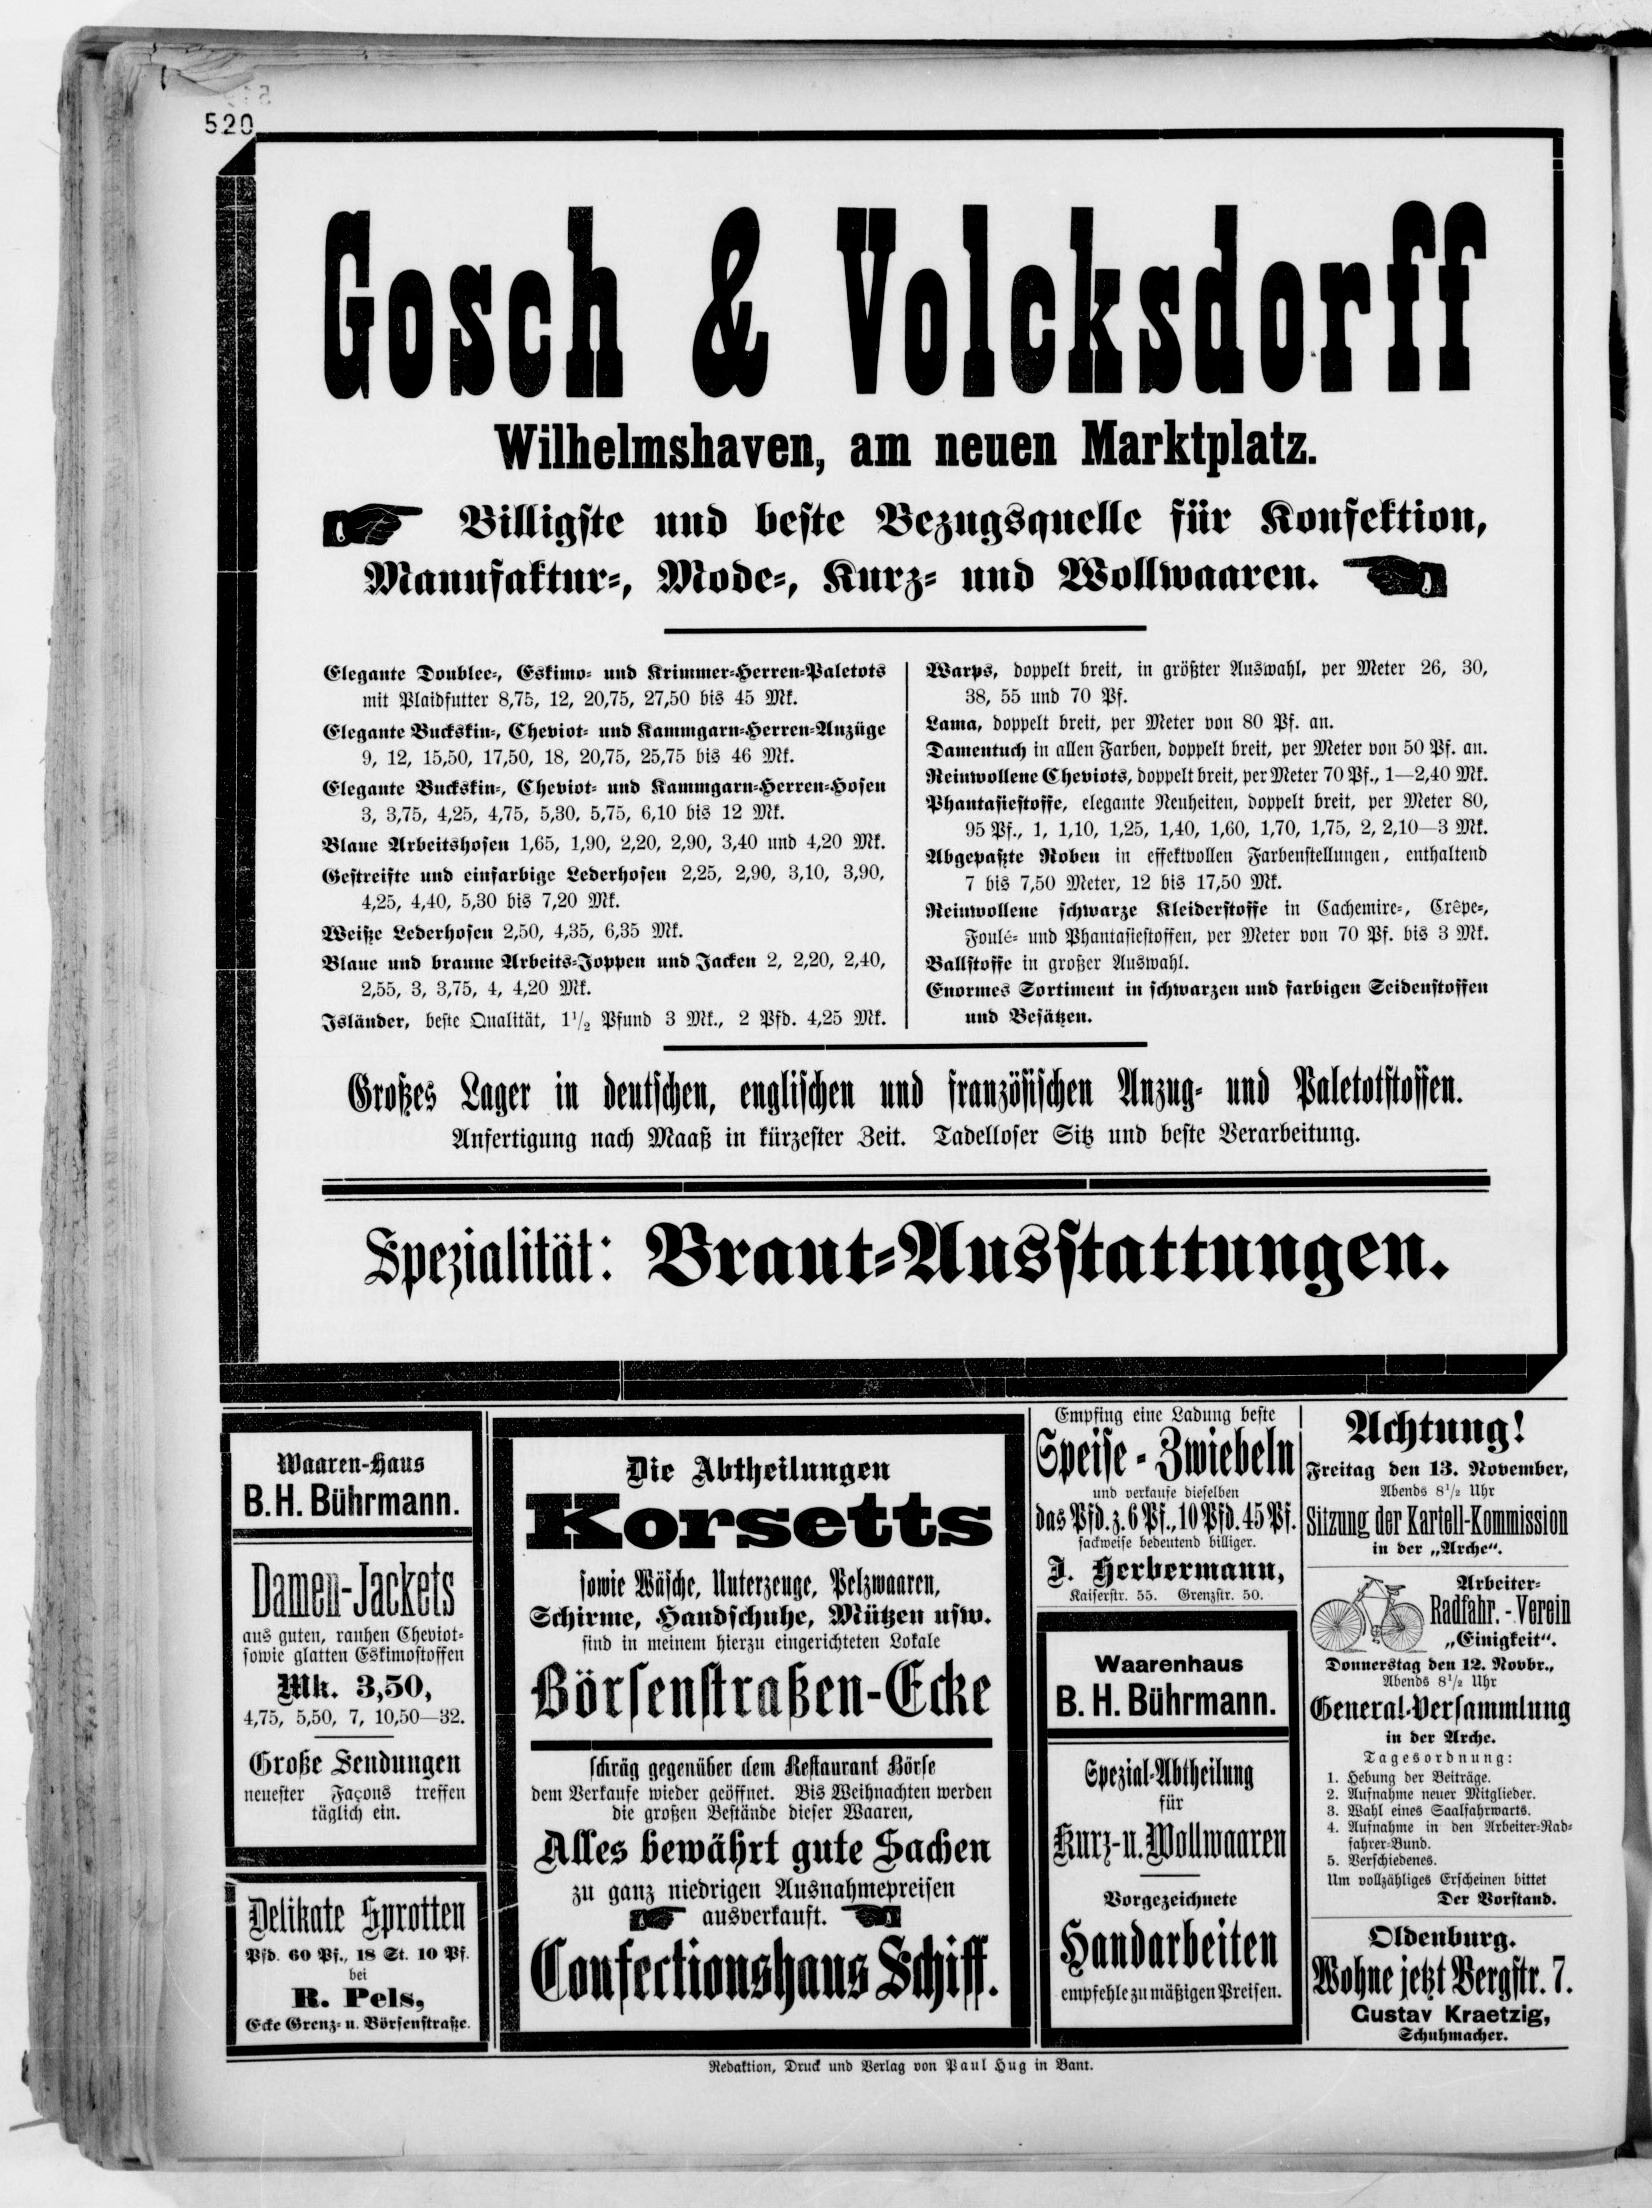 520
Gosch & Volcksdorff
Wilhelmshaven, am neuen Marktplatz.
Billigste und beste Bezugsquelle für Konfektion,
Manufaktur-, Mode-, Kurz- und Wollwaaren.
Elegante Doublee-, Eskimo- und Krimmer-Herren-Paletots
mit Plaidfutter 8,75, 12, 20,75, 27,50 bis 45 Mk.
Elegante Buckskin-, Cheviot- und Kammgarn-Herren-Anzüge
9, 12, 15,50, 17,50, 18, 20,75, 25,75 bis 46 Mk.
Elegante Buckskin-, Cheviot- und Kammgarn-Herren-Hosen
3, 3,75, 4,25, 4,75, 5,30, 5,75, 6,10 bis 12 Mk.
Blaue Arbeitshosen 1,65, 1,90, 2,20, 2,90, 3,40 und 4,20 Mk.
Gestreifte und einfarbige Lederhosen 2,25, 2,90, 3,10, 3,90,
4,25, 4,40, 5,30 bis 7,20 Mk.
Weiße Lederhosen 2,50, 4,35, 6,35 Mk.
Blaue und braune Arbeits-Joppen und Jacken 2, 2,20, 2,40,
2,55, 3, 3,75, 4, 4,20 Mk.
Isländer, beste Qualität, 1 1/2 Pfund 3 Mk., 2 Pfd. 4,25 Mk.
Warps, doppelt breit, in größter Auswahl, per Meter 26, 30,
38, 55 und 70 Pf.
Lama, doppelt breit, per Meter von 80 Pf. an.
Damentuch in allen Farben, doppelt breit, per Meter von 50 Pf. an.
Reinwollene Cheviots, doppelt breit, per Meter 70 Pf., 1—2,40 Mk.
Phantasiestoffe, elegante Neuheiten, doppelt breit, per Meter 80,
95 Pf., 1, 1,10, 1,25, 1,40, 1,60, 1,70, 1,75, 2, 2,10—3 Mk.
Abgepaßte Roben in effektvollen Farbenstellungen, enthaltend
7 bis 7,50 Meter, 12 bis 17,50 Mk.
Reinwollene schwarze Kleiderstoffe in Cachemire-, Crêpe-,
Foulé- und Phantasiestoffen, per Meter von 70 Pf. bis 3 Mk.
Ballstoffe in großer Auswahl.
Enormes Sortiment in schwarzen und farbigen Seidenstoffen
und Besätzen.
Großes Lager in deutschen, englischen und französischen Anzug- und Paletotstoffen.
Anfertigung nach Maaß in kürzester Zeit. Tadelloser Sitz und beste Verarbeitung.
Spezialität: Braut-Ausstattungen.
Waaren-Haus
B. H. Bührmann.
Damen-Jackets
aus guten, rauhen Cheviot-
sowie glatten Eskimostoffen
Mk. 3,50,
4,75, 5,50, 7, 10,50—32.
Große Sendungen
neuester Façons treffen
täglich ein.
Delikate Sprotten
Pfd. 60 Pf., 18 St. 10 Pf.
bei
R. Pels,
Ecke Grenz- u. Börsenstraße.
Die Abtheilungen
Korsetts
sowie Wäsche, Unterzeuge, Pelzwaaren,
Schirme, Handschuhe, Mützen usw.
sind in meinem hierzu eingerichteten Lokale
Börsenstraßen-Ecke
schräg gegenüber dem Restaurant Börse
dem Verkaufe wieder geöffnet. Bis Weihnachten werden
die großen Bestände dieser Waaren,
Alles bewährt gute Sachen
zu ganz niedrigen Ausnahmepreisen
ausverkauft.
Confectionshaus Schiff.
Empfing eine Ladung beste
Speise-Zwiebeln
und verkaufe dieselben
das Pfd. z. 6 Pf., 10 Pfd. 45 Pf.
sackweise bedeutend billiger.
J. Herbermann,
Kaiserstr. 55. Grenzstr. 50.
Waarenhaus
B. H. Bührmann.
Spezial-Abtheilung
für
Kurz- u. Wollwaaren
Vorgezeichnete
Handarbeiten
empfehle zu mäßigen Preisen.
Achtung!
Freitag den 13. November,
Abends 8 1/2 Uhr
Sitzung der Kartell-Kommission
in der „Arche“.
Arbeiter-
Radfahr.-Verein
„Einigkeit“.
Donnerstag den 12. Novbr.,
Abends 8 1/2 Uhr
General-Versammlung
in der Arche.
Tagesordnung:
1. Hebung der Beiträge.
2. Aufnahme neuer Mitglieder.
3. Wahl eines Saalfahrwarts.
4. Aufnahme in den Arbeiter-Rad-
fahrer-Bund.
5. Verschiedenes.
Um vollzähliges Erscheinen bittet
Der Vorstand.
Oldenburg.
Wohne jetzt Bergstr. 7.
Gustav Kraetzig,
Schuhmacher.
Redaktion, Druck und Verlag von Paul Hug in Bant.